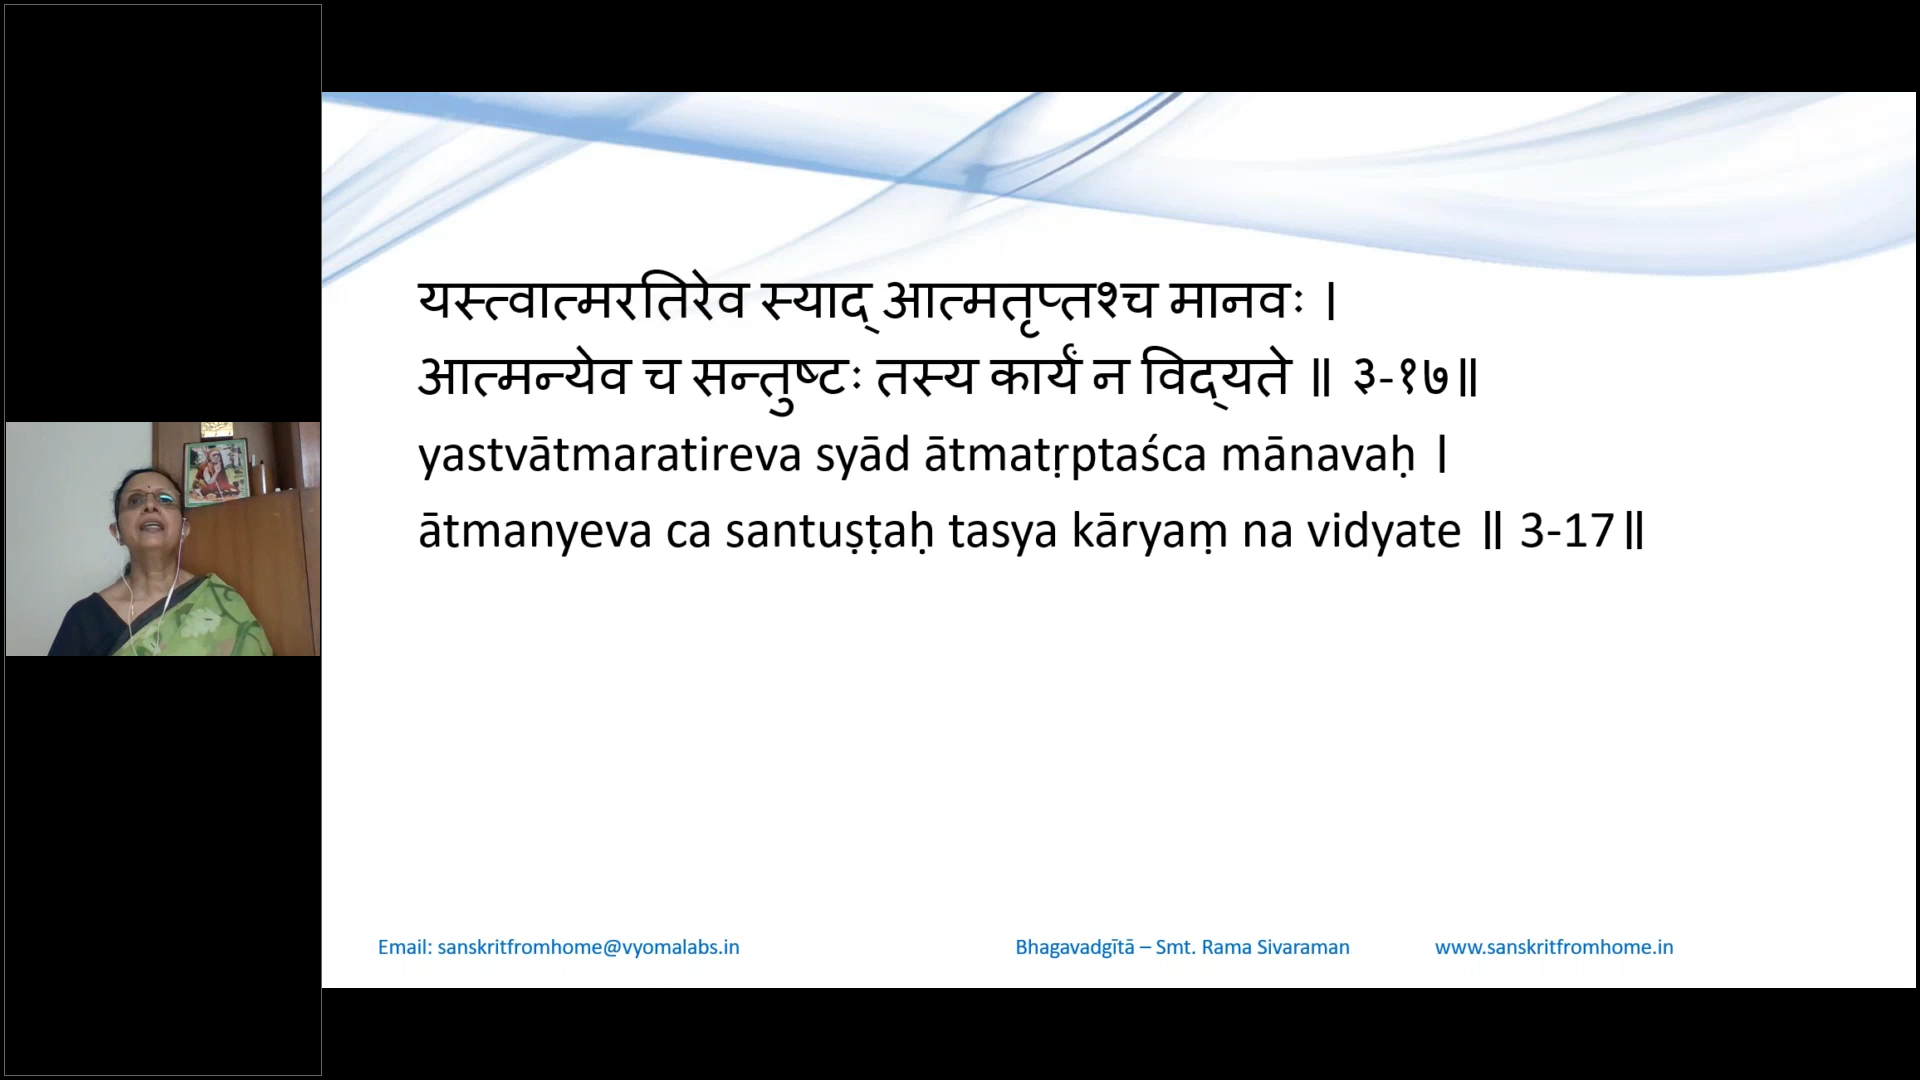 यस्त्वात्मरतिरेव स्याद् आत्मतृप्तश्च मानवः ।
आत्मन्येव च सन्तुष्टः तस्य कार्यं न विद्‌यते ॥ ३-१७॥
yastvātmaratireva syād ātmatṛptaśca mānavaḥ ।
ātmanyeva ca santuṣṭaḥ tasya kāryaṃ na vidyate ॥ 3-17॥
Email: sanskritfromhome@vyomalabs.in Bhagavadgītā – Smt. Rama Sivaraman www.sanskritfromhome.in